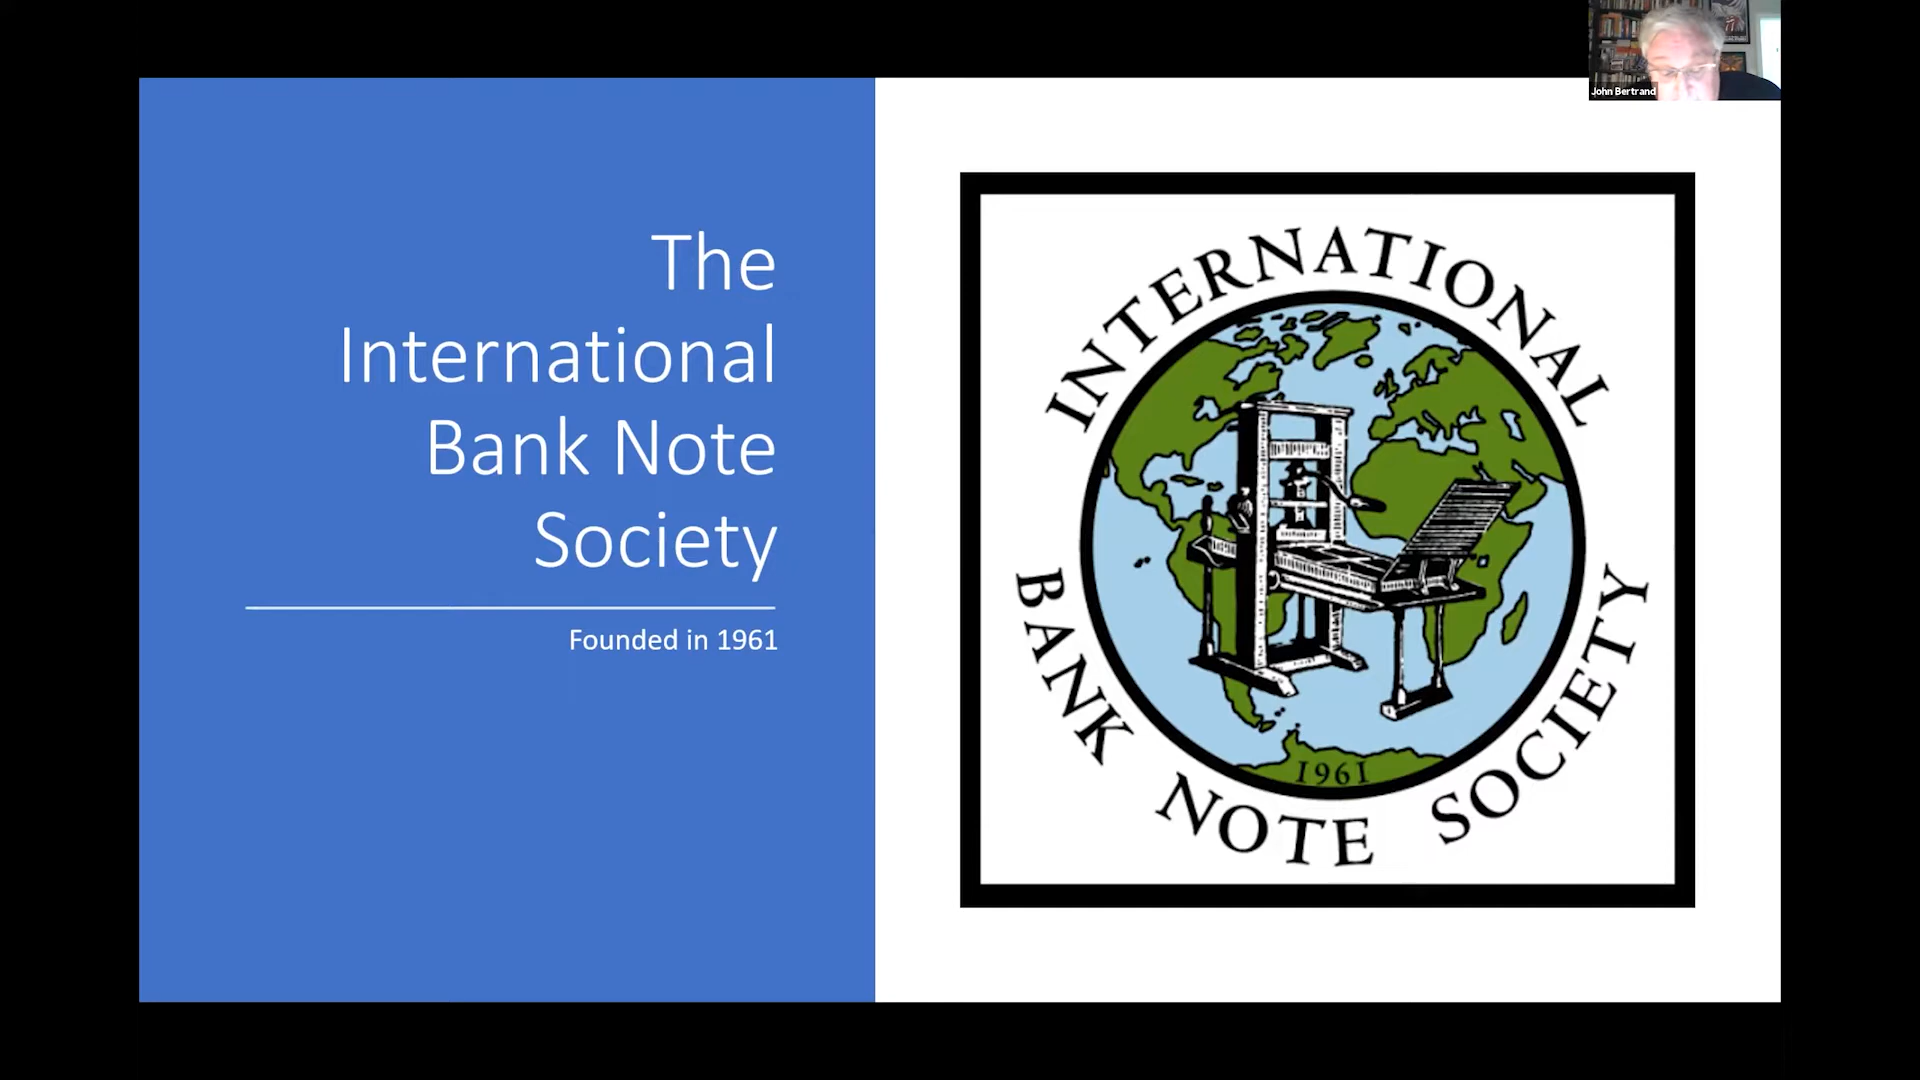 John Bertrand
The
International
Bank Note
Society
Founded in 1961
INTERNATIONAL
BANK NOTE SOCIETY
1961